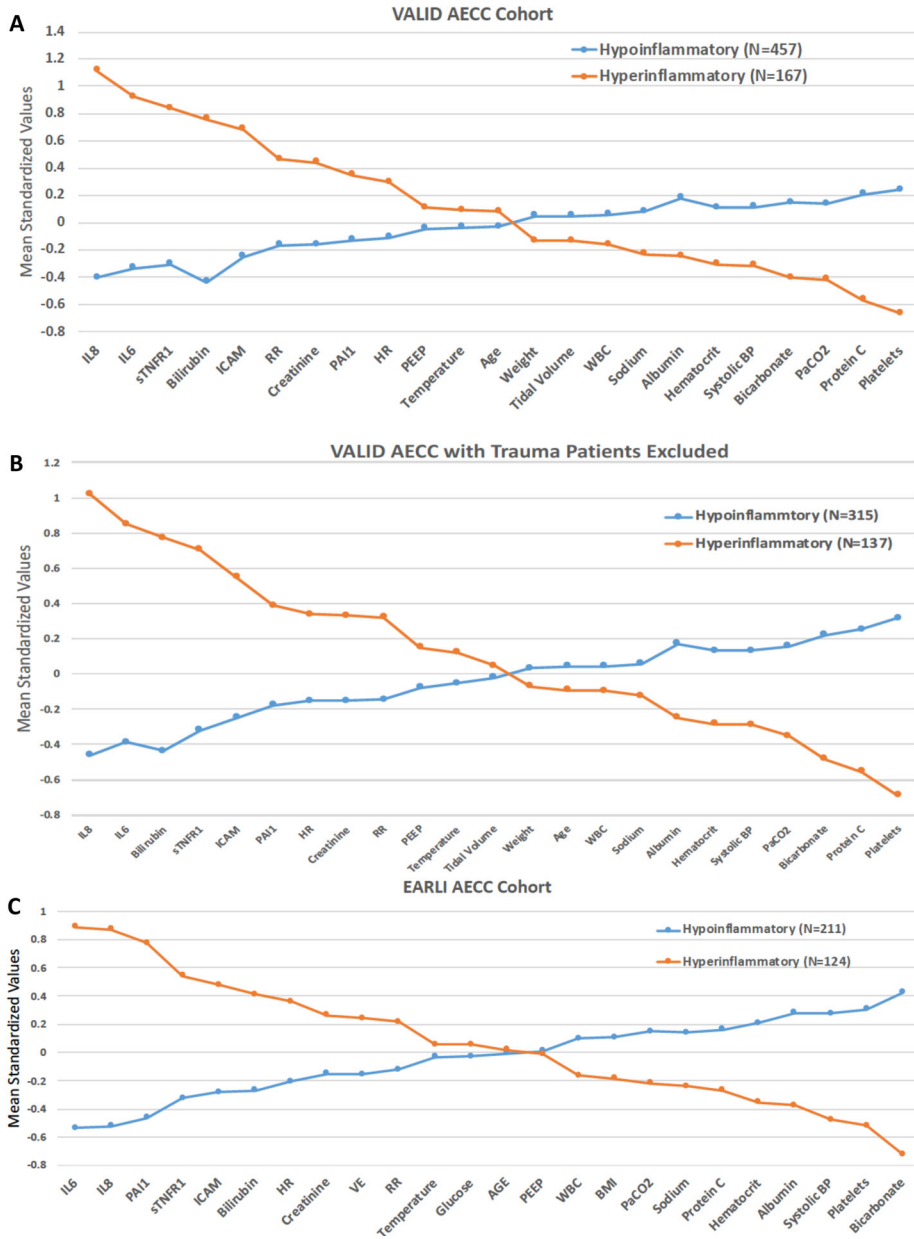 A
VALID AECC Cohort
Hypoinflammatory (N=457)
Hyperinflammatory (N=167)
Mean Standardized Values
1.4
1.2
1
0.8
0.6
0.4
0.2
0
-0.2
-0.4
-0.6
-0.8
IL8
IL6
sTNFR1
Bilirubin
ICAM
RR
Creatinine
PAI1
HR
PEEP
Temperature
Age
Weight
Tidal Volume
WBC
Sodium
Albumin
Hematocrit
Systolic BP
Bicarbonate
PaCO2
Protein C
Platelets
B
VALID AECC with Trauma Patients Excluded
Hypoinflammtory (N=315)
Hyperinflammatory (N=137)
Mean Standardized Values
1.2
1
0.8
0.6
0.4
0.2
0
-0.2
-0.4
-0.6
-0.8
IL8
IL6
Bilirubin
sTNFR1
ICAM
PAI1
HR
Creatinine
RR
PEEP
Temperature
Tidal Volume
Weight
Age
WBC
Sodium
Albumin
Hematocrit
Systolic BP
PaCO2
Bicarbonate
Protein C
Platelets
C
EARLI AECC Cohort
Hypoinflammatory (N=211)
Hyperinflammatory (N=124)
Mean Standardized Values
1
0.8
0.6
0.4
0.2
0
-0.2
-0.4
-0.6
-0.8
IL6
IL8
PAI1
sTNFR1
ICAM
Bilirubin
HR
Creatinine
VE
RR
Temperature
Glucose
AGE
PEEP
WBC
BMI
PaCO2
Sodium
Protein C
Hematocrit
Albumin
Systolic BP
Platelets
Bicarbonate